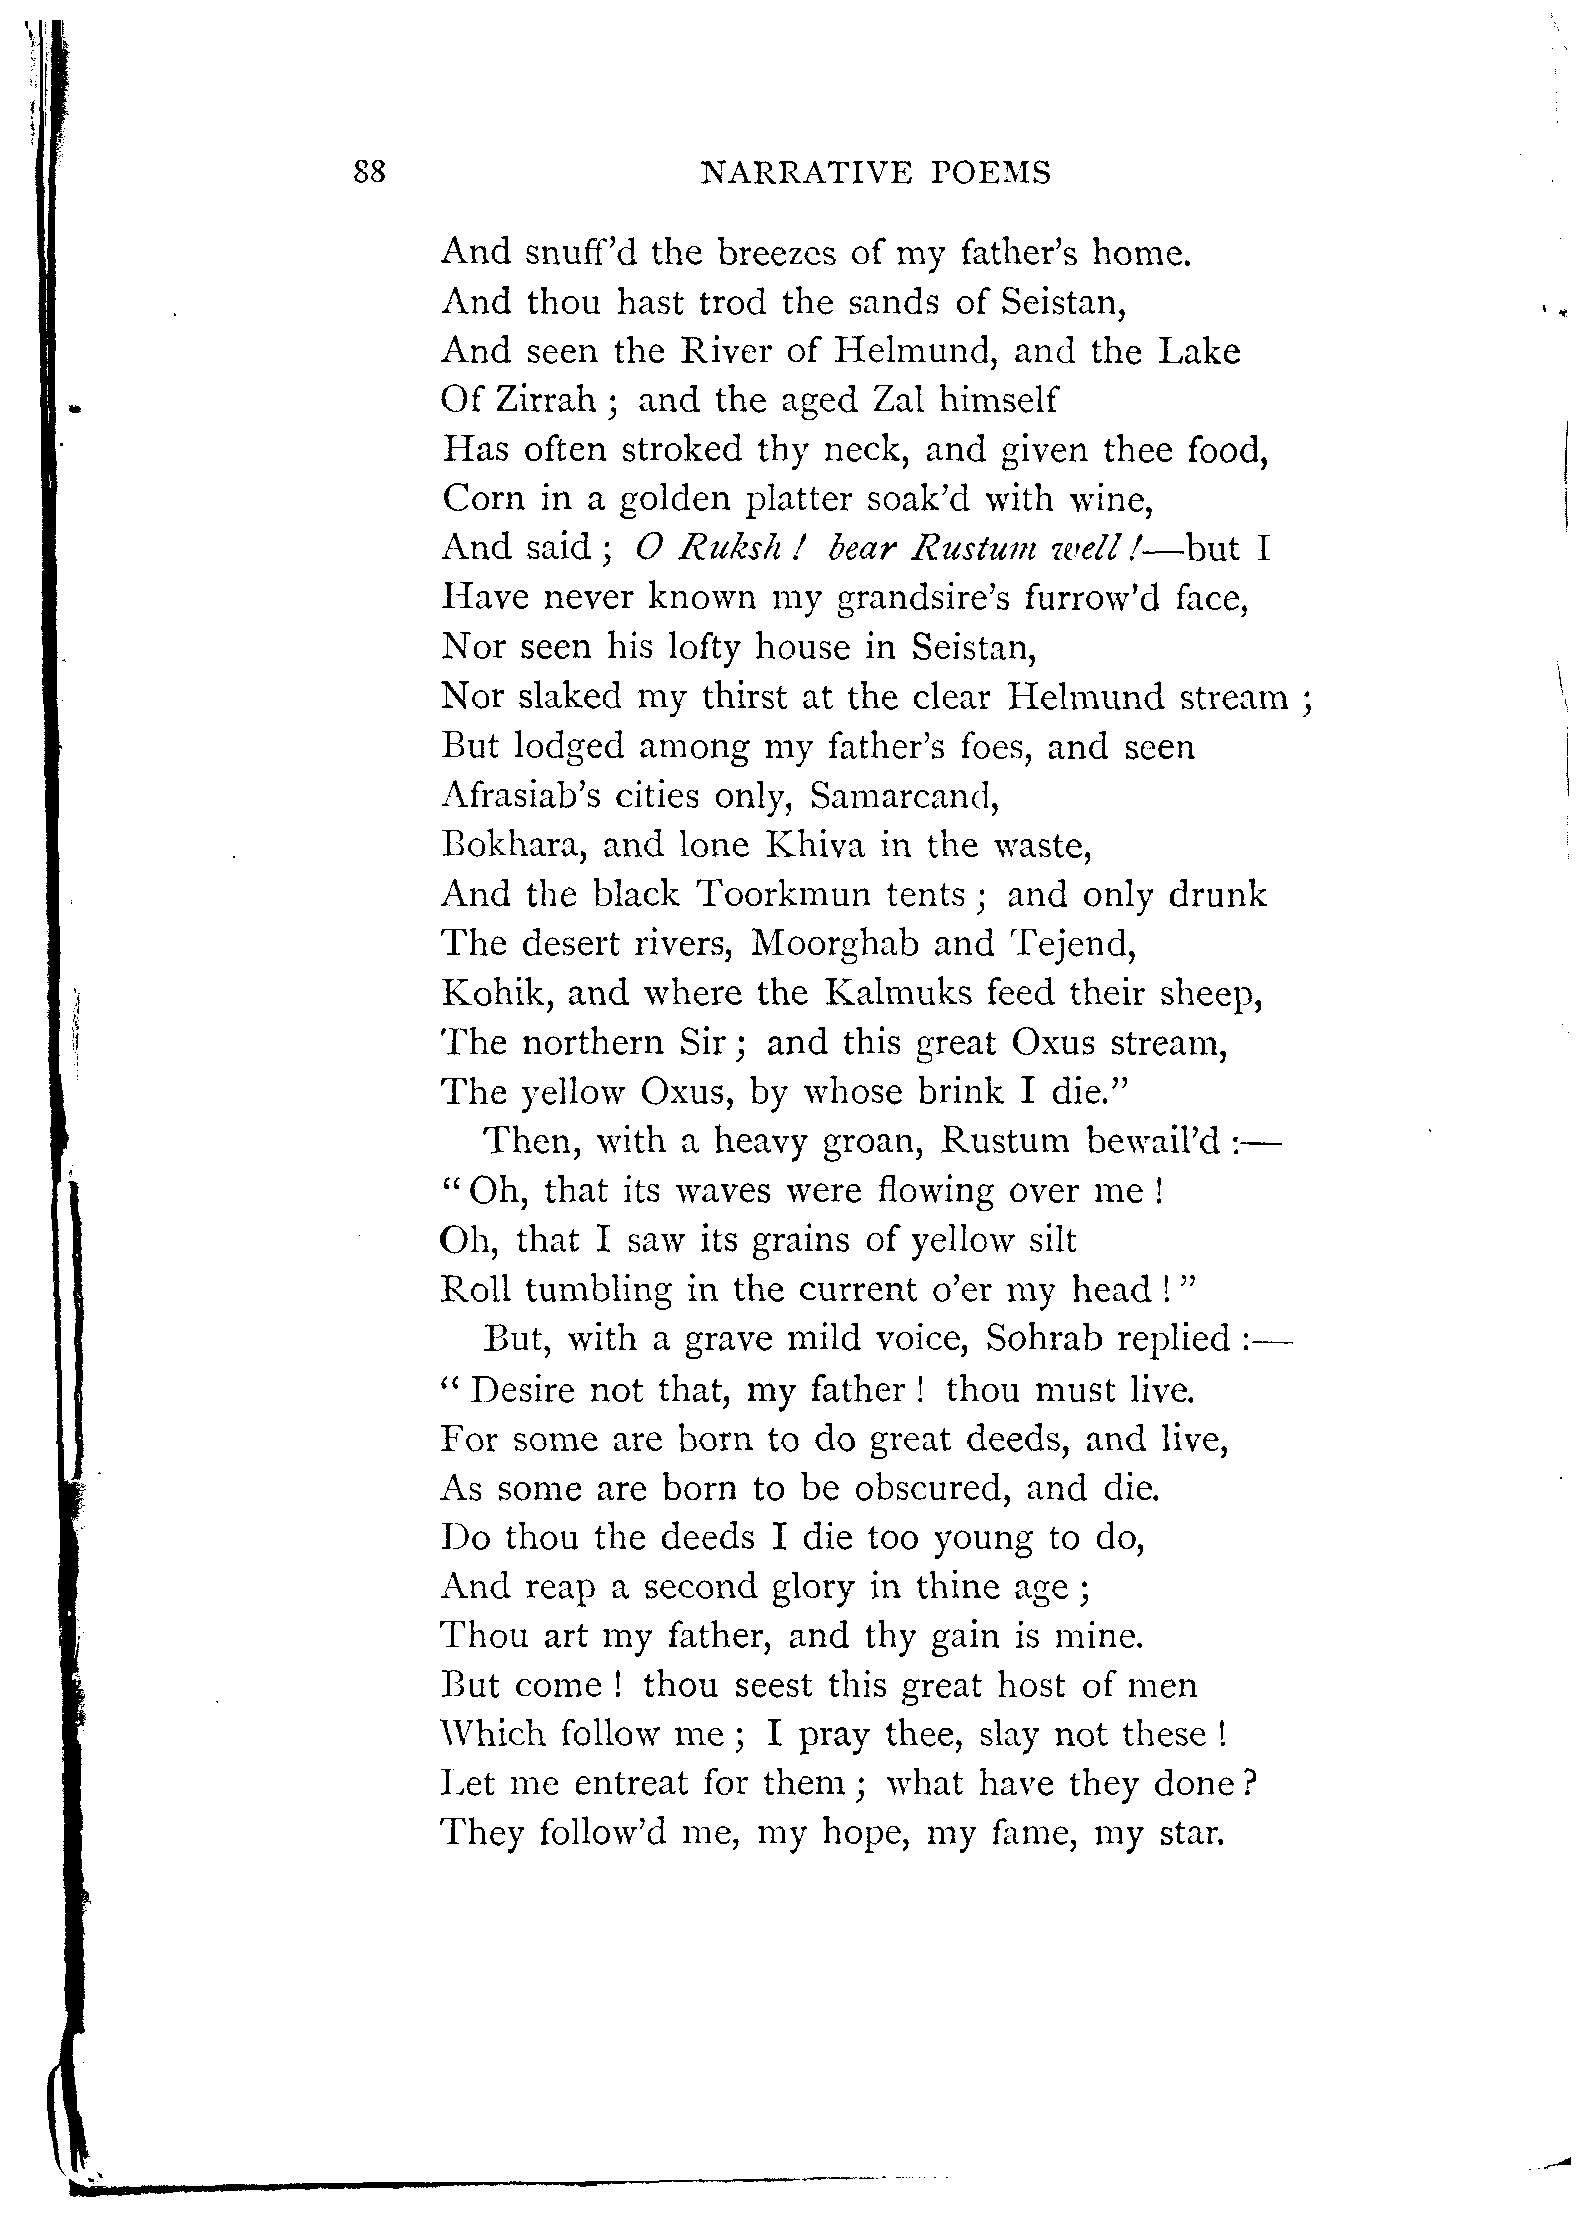 88 NARRATIVE POEMS
And snuff'd the breezes of my father's home.
And thou hast trod the sands of Seistan,
And seen the River of Helmund, and the Lake
Of Zirrah ; and the aged Zal himself
Has often stroked thy neck, and given thee food,
Corn in a golden platter soak'd with wine,
And said ; O Ruksh ! bear Rustum well !—but I
Have never known my grandsire's furrow'd face,
Nor seen his lofty house in Seistan,
Nor slaked my thirst at the clear Helmund stream ;
But lodged among my father's foes, and seen
Afrasiab's cities only, Samarcand,
Bokhara, and lone Khiva in the waste,
And the black Toorkmun tents ; and only drunk
The desert rivers, Moorghab and Tejend,
Kohik, and where the Kalmuks feed their sheep,
The northern Sir ; and this great Oxus stream,
The yellow Oxus, by whose brink I die."
Then, with a heavy groan, Rustum bewail'd :—
" Oh, that its waves were flowing over me !
Oh, that I saw its grains of yellow silt
Roll tumbling in the current o'er my head ! "
But, with a grave mild voice, Sohrab replied :—
" Desire not that, my father ! thou must live.
For some are born to do great deeds, and live,
As some are born to be obscured, and die.
Do thou the deeds I die too young to do,
And reap a second glory in thine age ;
Thou art my father, and thy gain is mine.
But come ! thou seest this great host of men
Which follow me ; I pray thee, slay not these !
Let me entreat for them ; what have they done ?
They follow'd me, my hope, my fame, my star.